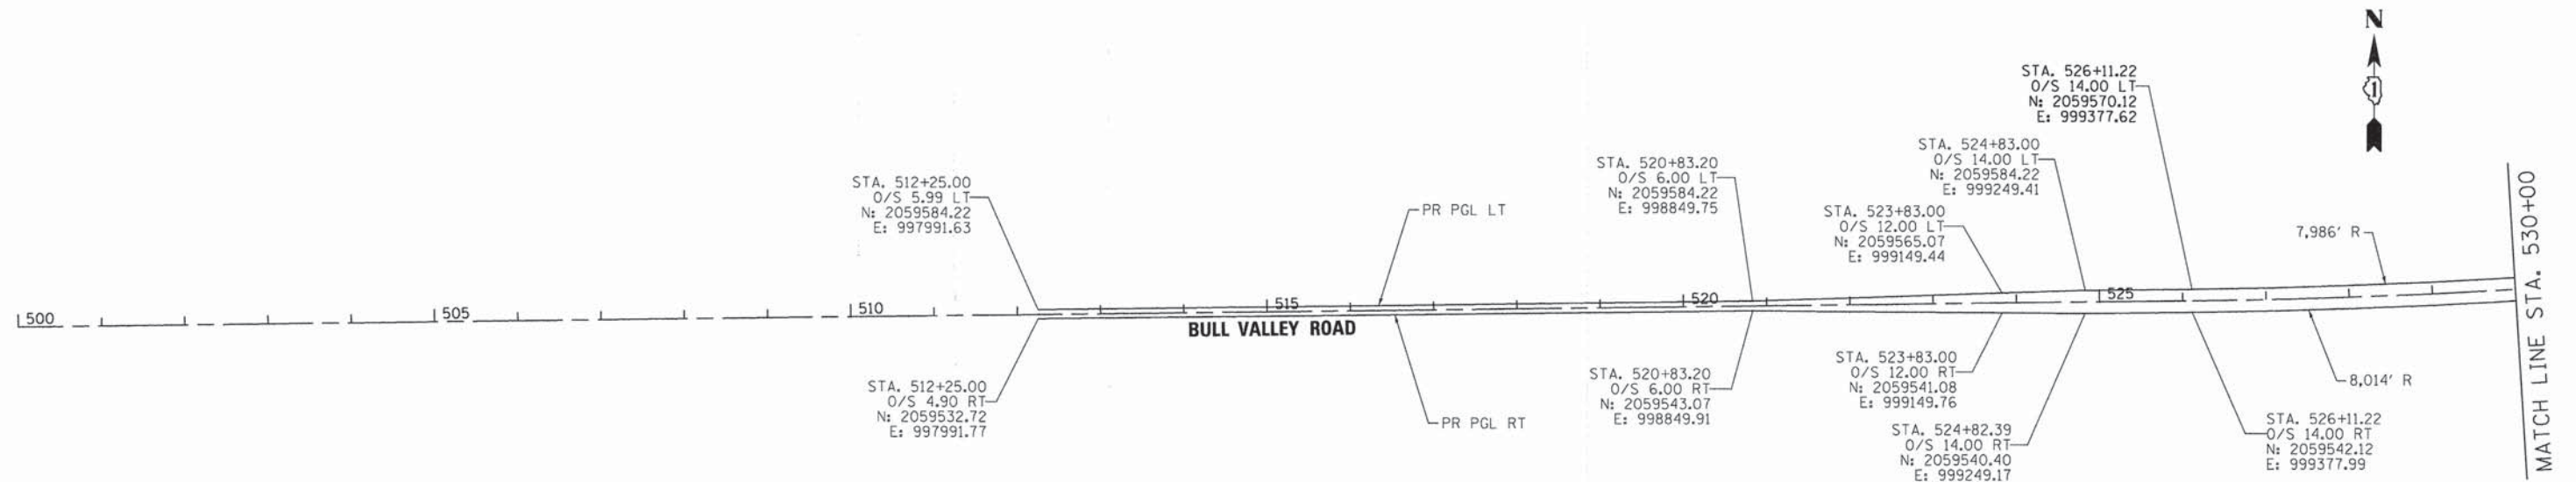 N
1
STA. 526+11.22
O/S 14.00 LT
N: 2059570.12
E: 999377.62
STA. 524+83.00
O/S 14.00 LT
N: 2059584.22
E: 999249.41
STA. 520+83.20
O/S 6.00 LT
N: 2059584.22
E: 998849.75
STA. 512+25.00
O/S 5.99 LT
N: 2059584.22
E: 997991.63
PR PGL LT
STA. 523+83.00
O/S 12.00 LT
N: 2059565.07
E: 999149.44
7,986' R
MATCH LINE STA. 530+00
500
505
510
515
520
525
BULL VALLEY ROAD
STA. 512+25.00
O/S 4.90 RT
N: 2059532.72
E: 997991.77
PR PGL RT
STA. 520+83.20
O/S 6.00 RT
N: 2059543.07
E: 998849.91
STA. 523+83.00
O/S 12.00 RT
N: 2059541.08
E: 999149.76
STA. 524+82.39
O/S 14.00 RT
N: 2059540.40
E: 999249.17
8,014' R
STA. 526+11.22
O/S 14.00 RT
N: 2059542.12
E: 999377.99